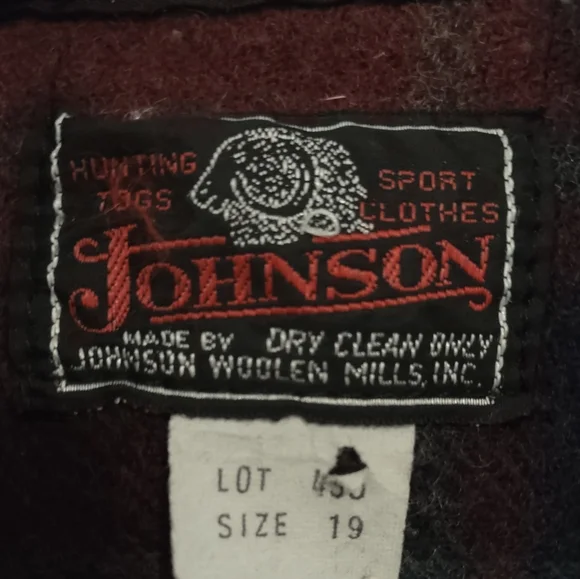 HUNTING TOGS
SPORT CLOTHES
JOHNSON
MADE BY DRY CLEAN ONLY
JOHNSON WOOLEN MILLS, INC.
LOT
SIZE 19